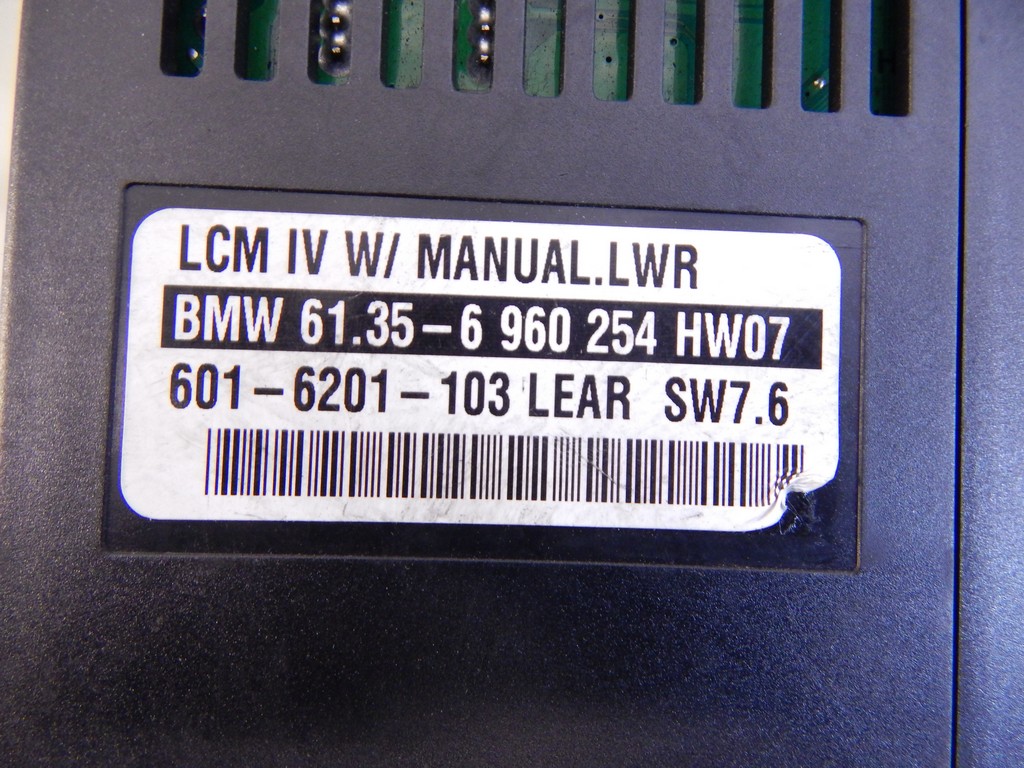 LCM IV W/ MANUAL.LWR
BMW 61.35-6 960 254 HW07
601-6201-103 LEAR SW7.6